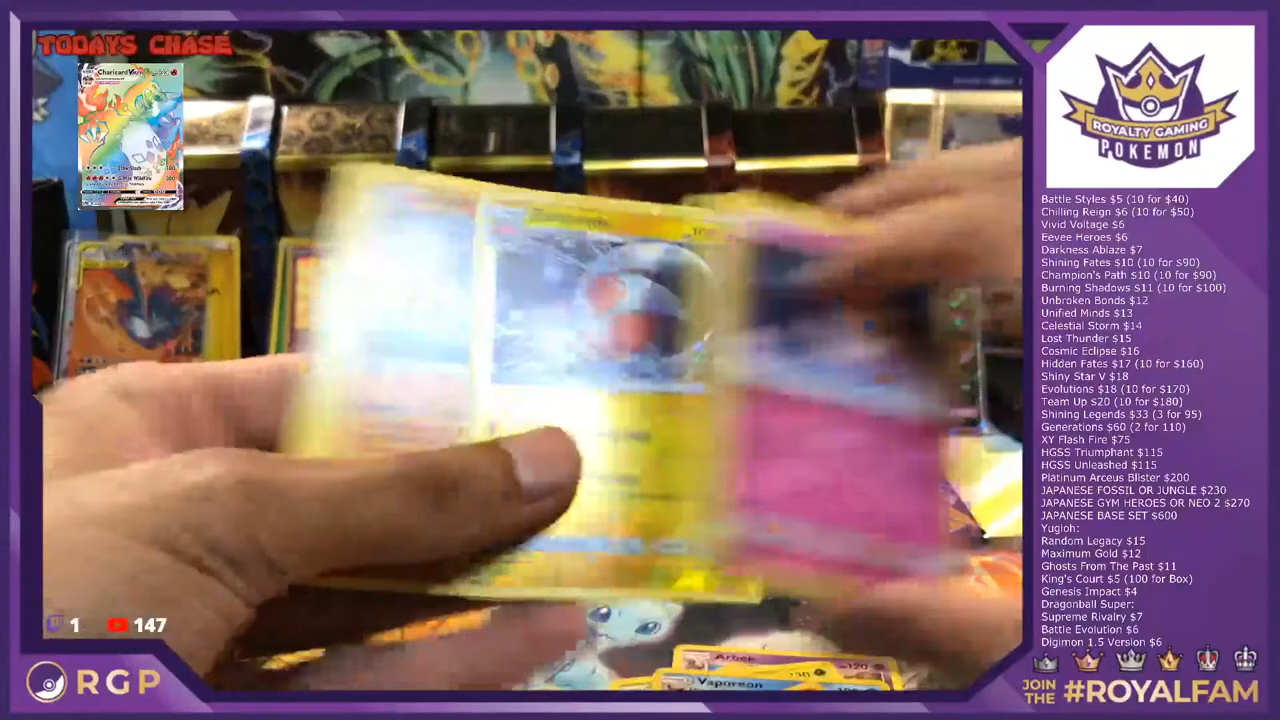 TODAYS CHASE
Charizard
ROYALTY GAMING
POKEMON
Battle Styles $5 (10 for $40)
Chilling Reign $6 (10 for $50)
Vivid Voltage $6
Eevee Heroes $6
Darkness Ablaze $7
Shining Fates $10 (10 for $90)
Champion's Path $10 (10 for $90)
Burning Shadows $11 (10 for $100)
Unbroken Bonds $12
Unified Minds $13
Celestial Storm $14
Lost Thunder $15
Cosmic Eclipse $16
Hidden Fates $17 (10 for $160)
Shiny Star V $18
Evolutions $18 (10 for $170)
Team Up $20 (10 for $180)
Shining Legends $33 (3 for 95)
Generations $60 (2 for 110)
XY Flash Fire $75
HGSS Triumphant $115
HGSS Unleashed $115
Platinum Arceus Blister $200
JAPANESE FOSSIL OR JUNGLE $230
JAPANESE GYM HEROES OR NEO 2 $270
JAPANESE BASE SET $600
Yugioh:
Random Legacy $15
Maximum Gold $12
Ghosts From The Past $11
King's Court $5 (100 for Box)
Genesis Impact $4
Dragonball Super:
Supreme Rivalry $7
Battle Evolution $6
Digimon 1.5 Version $6
1 147
Arbok 120
Vaporeon
RGP
JOIN
THE #ROYALFAM